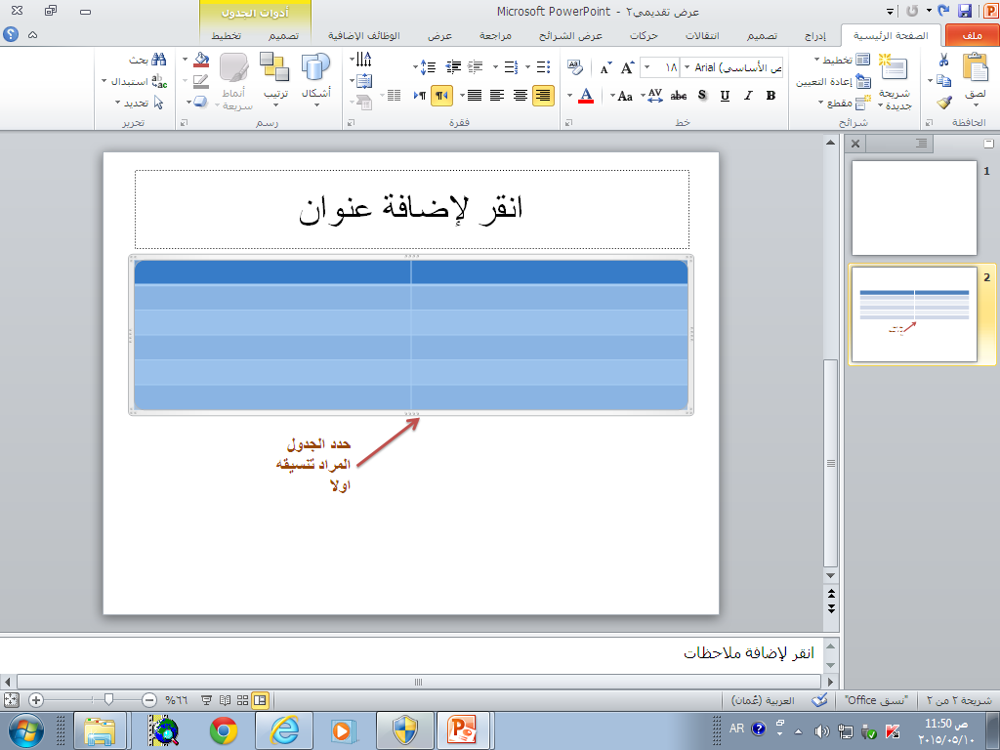 عرض تقديمي٢ - Microsoft PowerPoint
أدوات الجدول
ملف
الصفحة الرئيسية
إدراج
تصميم
انتقالات
حركات
عرض الشرائح
مراجعة
عرض
الوظائف الإضافية
تصميم
تخطيط
لصق
الحافظة
شريحة جديدة
تخطيط
إعادة التعيين
مقطع
شرائح
Arial (ص الأساسي
١٨
خط
فقرة
أشكال
ترتيب
أنماط سريعة
رسم
بحث
استبدال
تحديد
تحرير
1
2
انقر لإضافة عنوان
حدد الجدول
المراد تنسيقه
اولا
انقر لإضافة ملاحظات
شريحة ٢ من ٢
"نسق Office"
العربية (عُمان)
%٦٦
AR
11:50 ص
٢٠١٥/٠٥/١٠